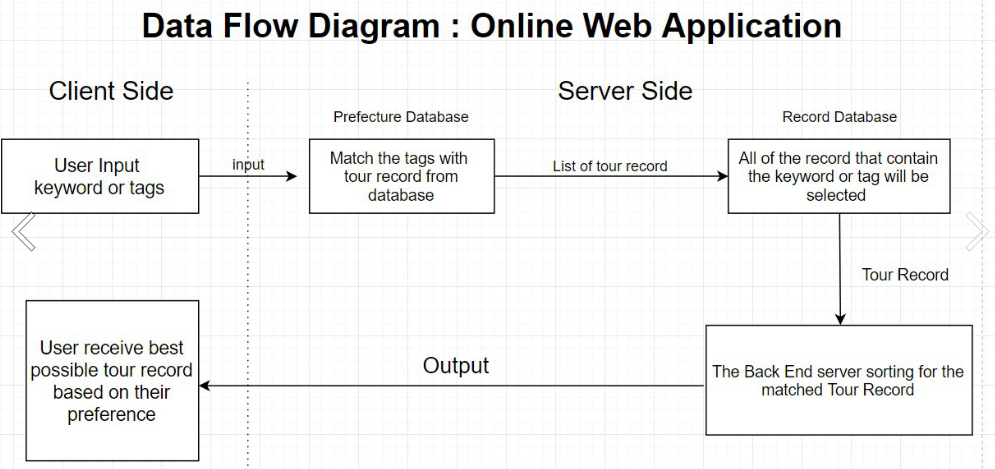 Data Flow Diagram : Online Web Application
Client Side
Server Side
Prefecture Database
Record Database
User Input
keyword or tags
input
Match the tags with
tour record from
database
List of tour record
All of the record that contain
the keyword or tag will be
selected
Tour Record
User receive best
possible tour record
based on their
preference
Output
The Back End server sorting for the
matched Tour Record